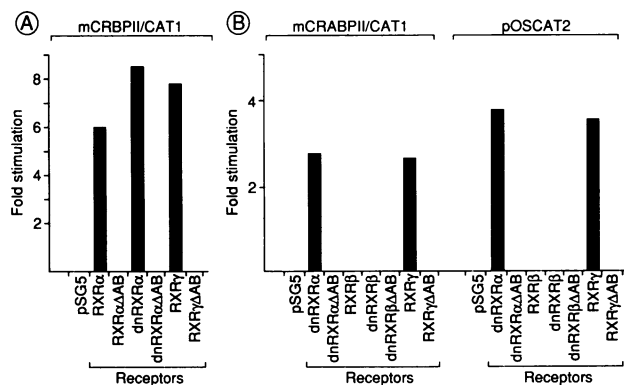 A
mCRBPII/CAT1
Fold stimulation
8
6
4
2
pSG5
RXRα
RXRαΔAB
dnRXRα
dnRXRαΔAB
RXRγ
RXRγΔAB
Receptors
B
mCRABPII/CAT1
pOSCAT2
Fold stimulation
4
2
pSG5
dnRXRα
dnRXRαΔAB
RXRβ
dnRXRβ
dnRXRβΔAB
RXRγ
RXRγΔAB
Receptors
pSG5
dnRXRα
dnRXRαΔAB
RXRβ
dnRXRβ
dnRXRβΔAB
RXRγ
RXRγΔAB
Receptors